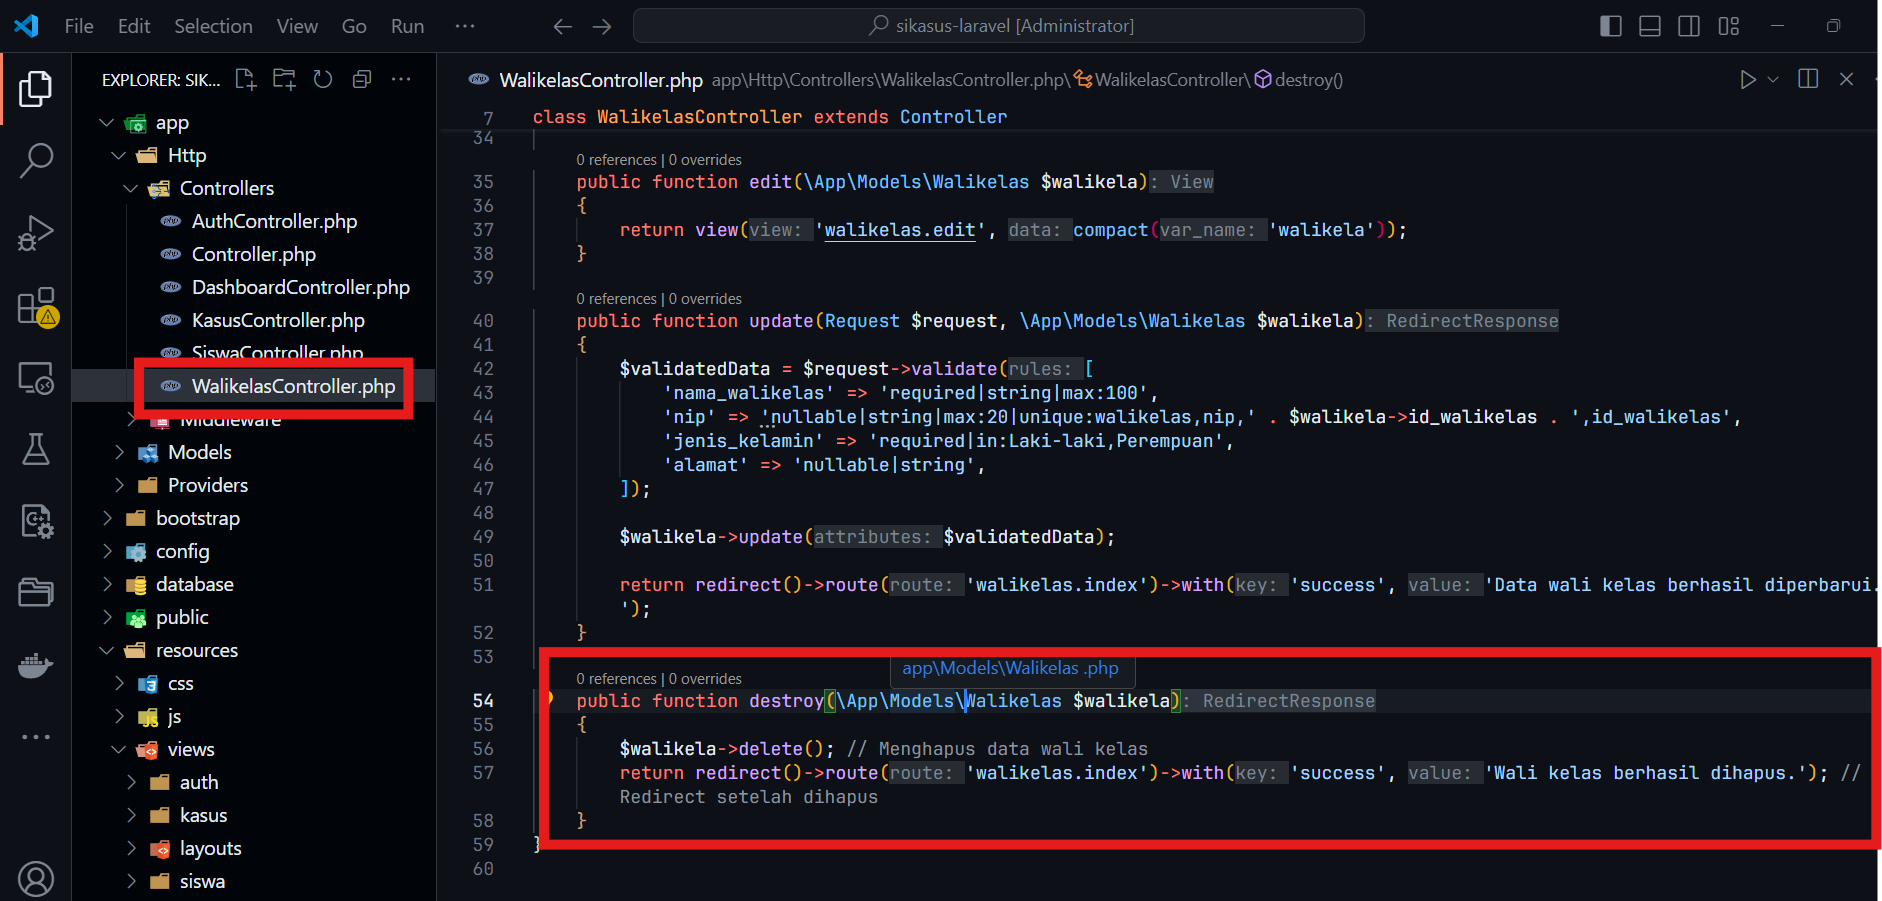 File Edit Selection View Go Run ...
sikasus-laravel [Administrator]
EXPLORER: SIK...
app
Http
Controllers
AuthController.php
Controller.php
DashboardController.php
KasusController.php
SiswaController.php
WalikelasController.php
Middleware
Models
Providers
bootstrap
config
database
public
resources
css
js
views
auth
kasus
layouts
siswa
WalikelasController.php app\Http\Controllers\WalikelasController.php\WalikelasController\destroy()
7 class WalikelasController extends Controller
34
0 references | 0 overrides
35 public function edit(\App\Models\Walikelas $walikela): View
36 {
37 return view(view: 'walikelas.edit', data: compact(var_name: 'walikela'));
38 }
39
0 references | 0 overrides
40 public function update(Request $request, \App\Models\Walikelas $walikela): RedirectResponse
41 {
42 $validatedData = $request->validate(rules: [
43 'nama_walikelas' => 'required|string|max:100',
44 'nip' => 'nullable|string|max:20|unique:walikelas,nip,' . $walikela->id_walikelas . ',id_walikelas',
45 'jenis_kelamin' => 'required|in:Laki-laki,Perempuan',
46 'alamat' => 'nullable|string',
47 ]);
48
49 $walikela->update(attributes: $validatedData);
50
51 return redirect()->route(route: 'walikelas.index')->with(key: 'success', value: 'Data wali kelas berhasil diperbarui.
');
52 }
53
app\Models\Walikelas .php
0 references | 0 overrides
54 public function destroy(\App\Models\Walikelas $walikela): RedirectResponse
55 {
56 $walikela->delete(); // Menghapus data wali kelas
57 return redirect()->route(route: 'walikelas.index')->with(key: 'success', value: 'Wali kelas berhasil dihapus.'); //
Redirect setelah dihapus
58 }
59 }
60